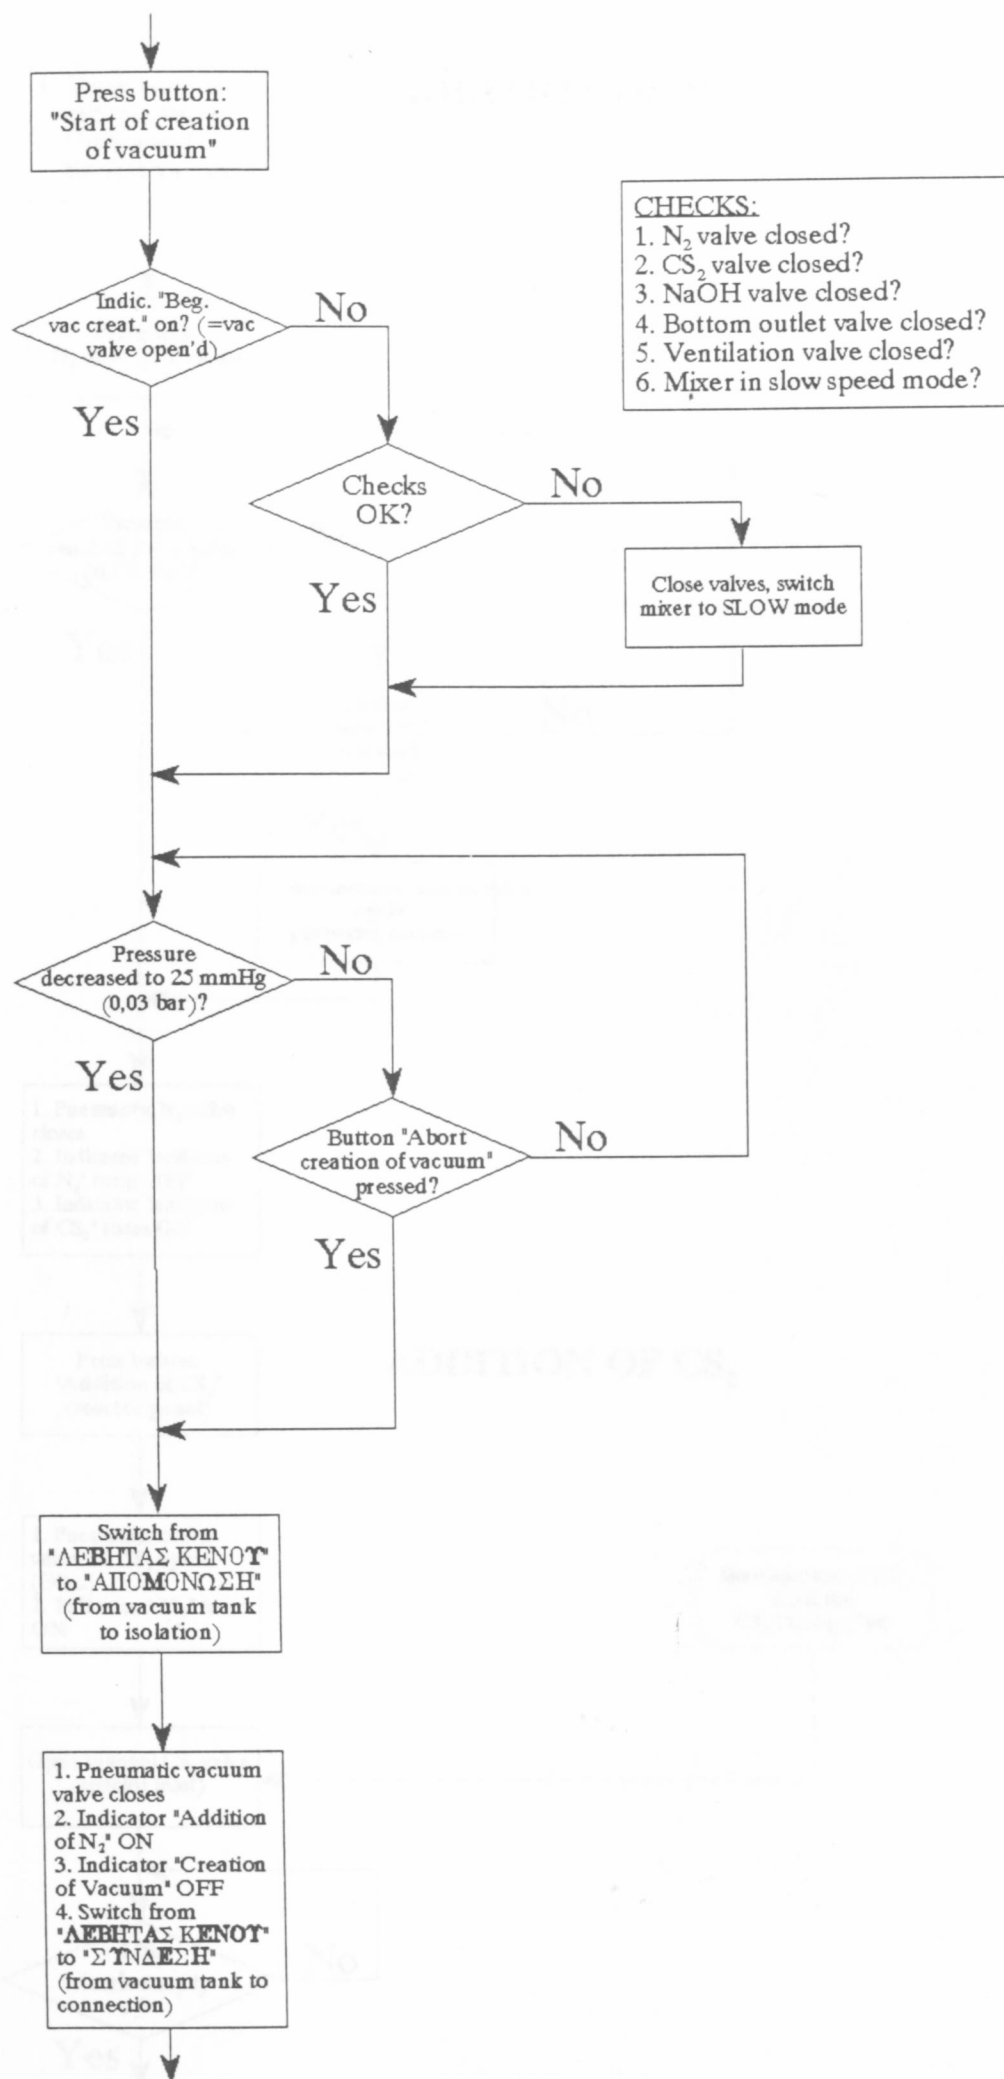 Press button:
"Start of creation
of vacuum"
CHECKS:
1. N₂ valve closed?
2. CS₂ valve closed?
3. NaOH valve closed?
4. Bottom outlet valve closed?
5. Ventilation valve closed?
6. Mixer in slow speed mode?
Indic. "Beg.
vac creat." on? (=vac
valve open'd)
No
Yes
Checks
OK?
No
Yes
Close valves, switch
mixer to SLOW mode
Pressure
decreased to 25 mmHg
(0,03 bar)?
No
Yes
Button "Abort
creation of vacuum"
pressed?
No
Yes
ADDITION OF CS₂
Switch from
"ΛΕΒΗΤΑΣ ΚΕΝΟΥ"
to "ΑΠΟΜΟΝΩΣΗ"
(from vacuum tank
to isolation)
1. Pneumatic vacuum
valve closes
2. Indicator "Addition
of N₂" ON
3. Indicator "Creation
of Vacuum" OFF
4. Switch from
"ΛΕΒΗΤΑΣ ΚΕΝΟΥ"
to "ΣΥΝΔΕΣΗ"
(from vacuum tank to
connection)
No
Yes